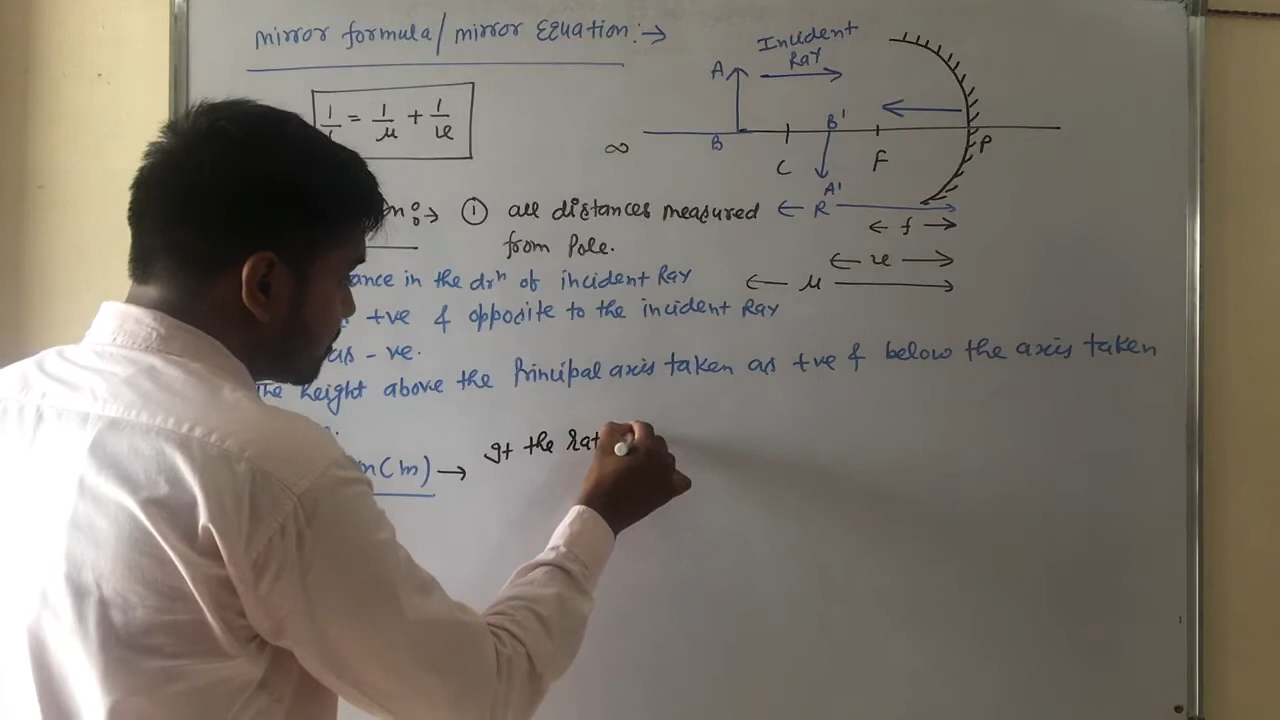 mirror formula/ mirror Equation :→
Incident
Ray
A
1 = 1/u + 1/v
B'
B
∞
C
F
P
A'
n:→ ① all distances measured
from Pole.
← R →
← f →
← v →
← u →
ance in the drⁿ of incident Ray
+ve & opposite to the incident Ray
as - ve.
The height above the Principal axis taken as +ve & below the axis taken
n(m) → It the Rat